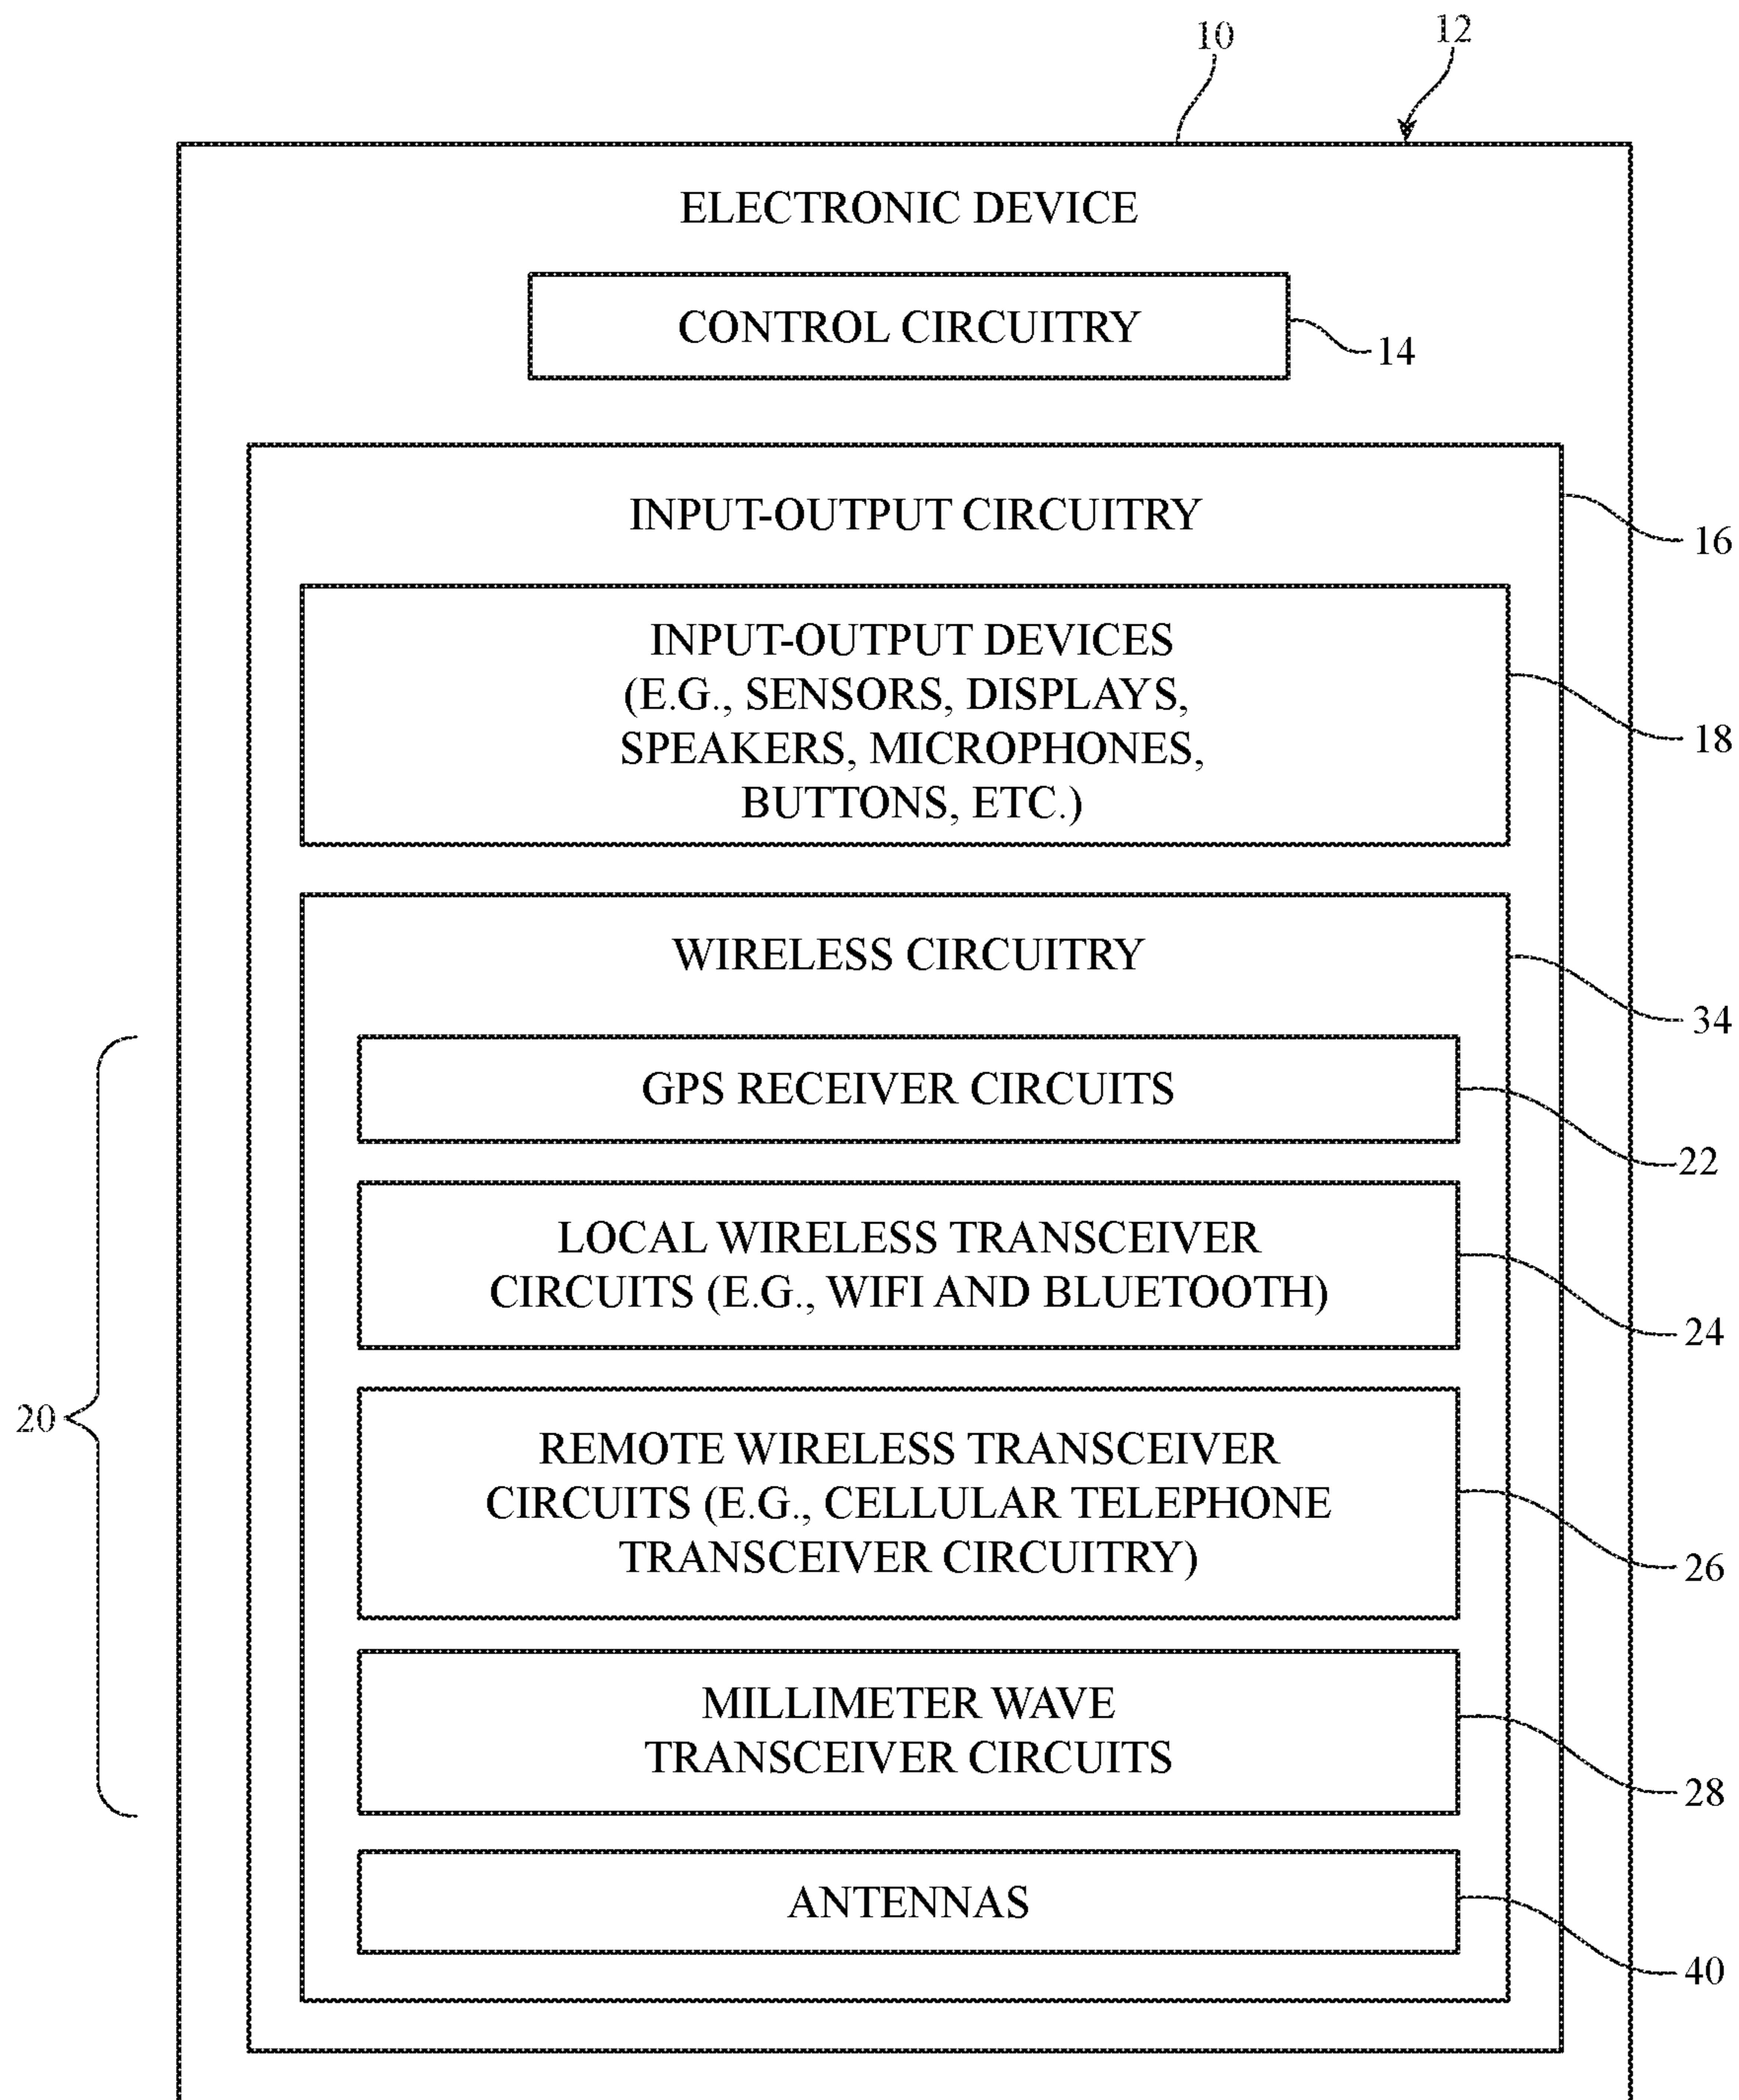 10
12
ELECTRONIC DEVICE
CONTROL CIRCUITRY
14
INPUT-OUTPUT CIRCUITRY
16
INPUT-OUTPUT DEVICES
(E.G., SENSORS, DISPLAYS,
SPEAKERS, MICROPHONES,
BUTTONS, ETC.)
18
WIRELESS CIRCUITRY
34
GPS RECEIVER CIRCUITS
22
LOCAL WIRELESS TRANSCEIVER
CIRCUITS (E.G., WIFI AND BLUETOOTH)
24
20
REMOTE WIRELESS TRANSCEIVER
CIRCUITS (E.G., CELLULAR TELEPHONE
TRANSCEIVER CIRCUITRY)
26
MILLIMETER WAVE
TRANSCEIVER CIRCUITS
28
ANTENNAS
40